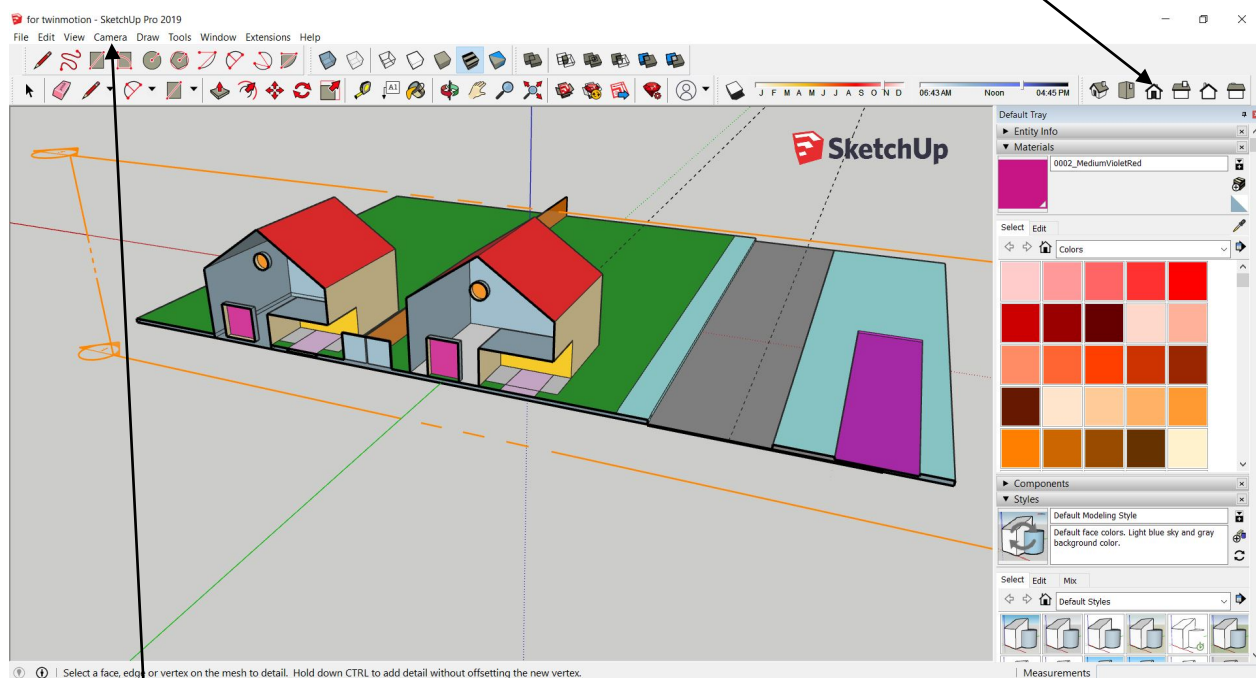 for twinmotion - SketchUp Pro 2019
File Edit View Camera Draw Tools Window Extensions Help
A1
J F M A M J J A S O N D 06:43 AM Noon 04:45 PM
Default Tray
Entity Info
Materials
0002_MediumVioletRed
SketchUp
Select Edit
Colors
Components
Styles
Default Modeling Style
Default face colors. Light blue sky and gray
background color.
Select Edit Mix
Default Styles
Select a face, edge or vertex on the mesh to detail. Hold down CTRL to add detail without offsetting the new vertex.
Measurements